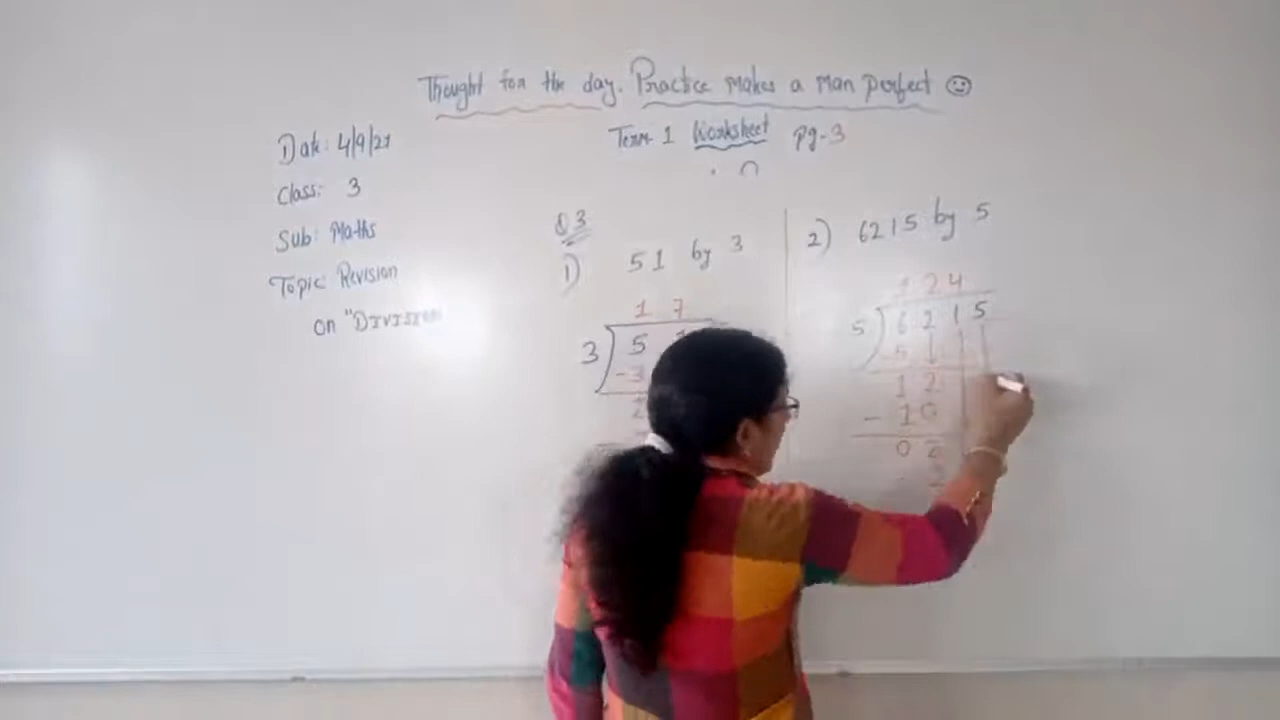 Thought for the day. Practice Makes a Man perfect ☺
Term 1 Worksheet pg-3
Date: 4/9/21
Class: 3
Sub: Maths
Topic: Revision
on "DIVISION
Q3
1) 51 by 3
1 7
3 5
-3
2
2) 6215 by 5
1 2 4
5 6 2 1 5
5
1 2
- 1 0
0 2